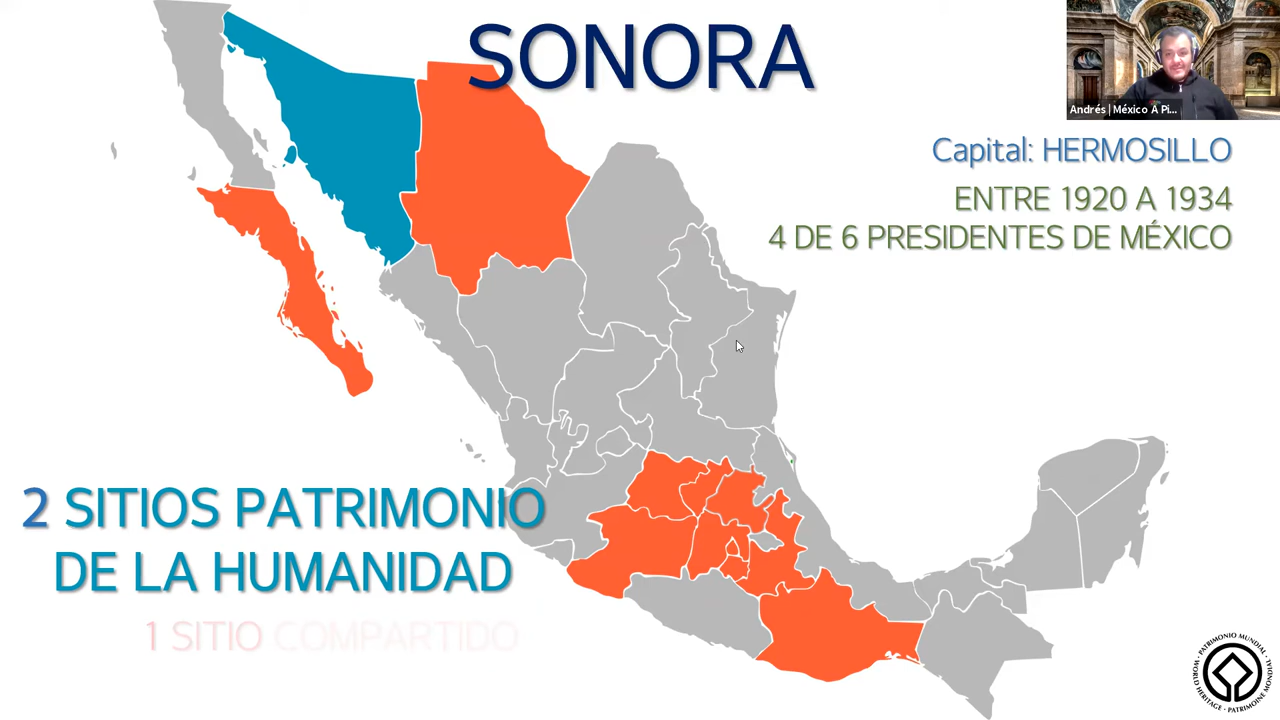 SONORA
Andrés | México A Pi...
Capital: HERMOSILLO
ENTRE 1920 A 1934
4 DE 6 PRESIDENTES DE MÉXICO
2 SITIOS PATRIMONIO
DE LA HUMANIDAD
1 SITIO COMPARTIDO
PATRIMONIO MUNDIAL • WORLD HERITAGE • PATRIMOINE MONDIAL •